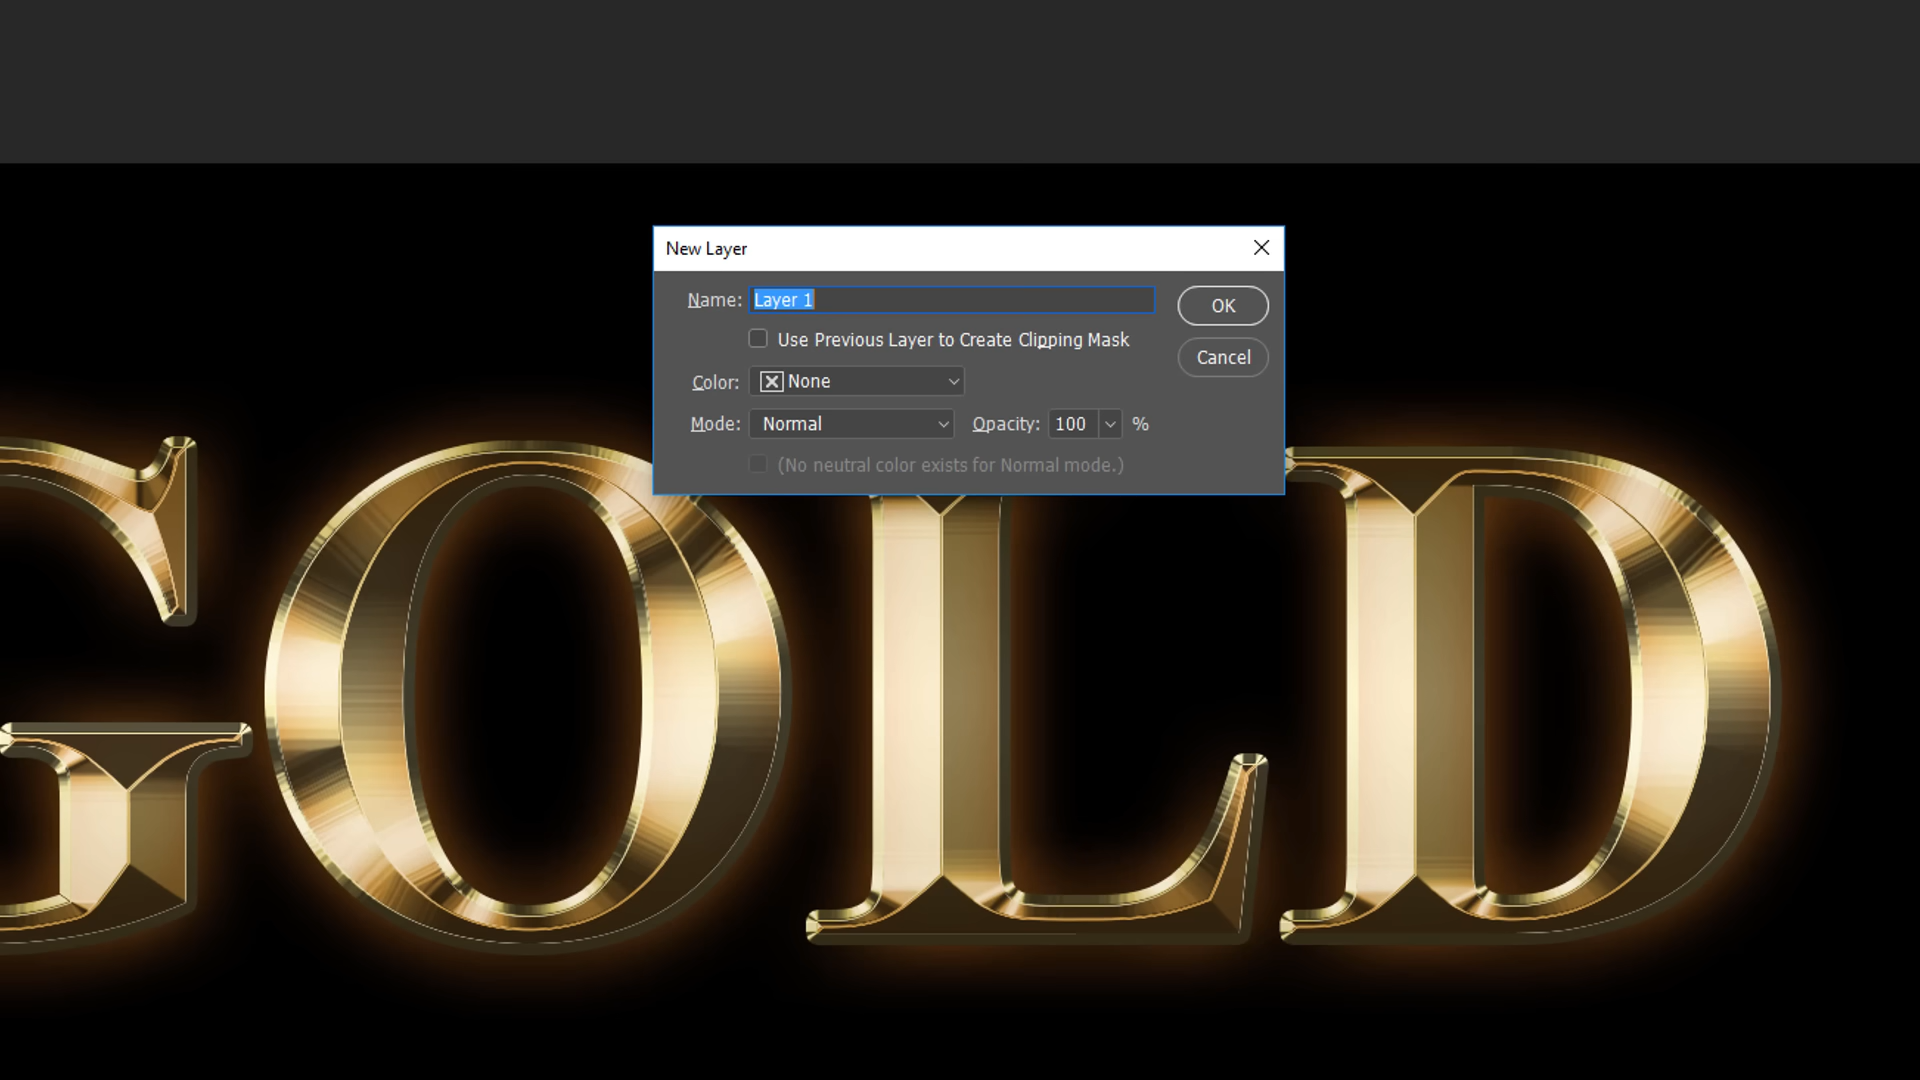 New Layer
Name: Layer 1
OK
Use Previous Layer to Create Clipping Mask
Cancel
Color: None
Mode: Normal Opacity: 100 %
(No neutral color exists for Normal mode.)
GOLD